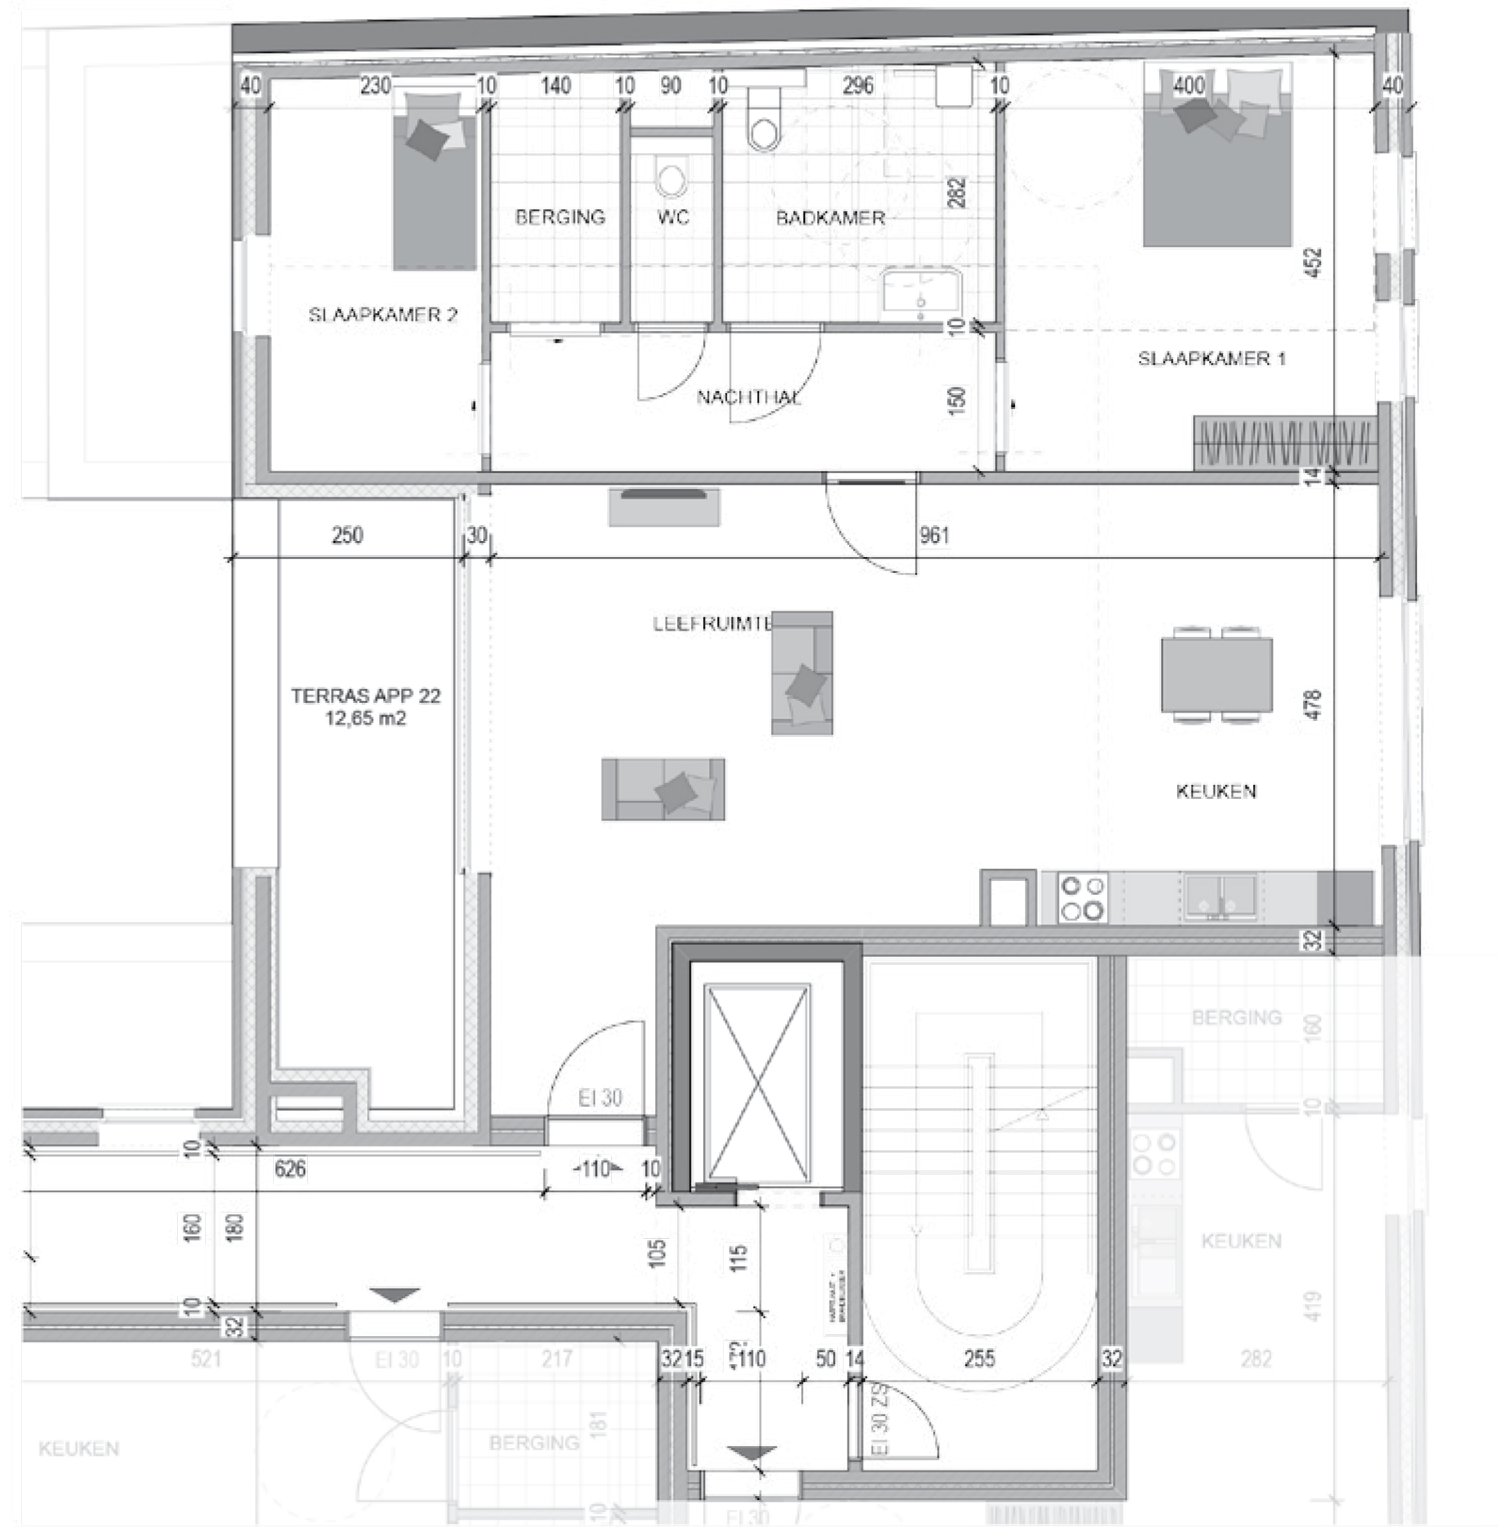 40 230 10 140 10 90 10 296 10 400 40
282
BERGING WC BADKAMER
452
SLAAPKAMER 2
10
SLAAPKAMER 1
NACHTHAL
150
14
250 30 961
LEEFRUIMTE
TERRAS APP 22
12,65 m2
478
KEUKEN
32
BERGING
160
EI 30
10
10
626 110 10
160 180
105 115
KEUKEN
10
32
419
521 EI 30 10 217
32 15 110 50 14 255 32 282
181
EI 30 ZS
KEUKEN BERGING
10
EI 30